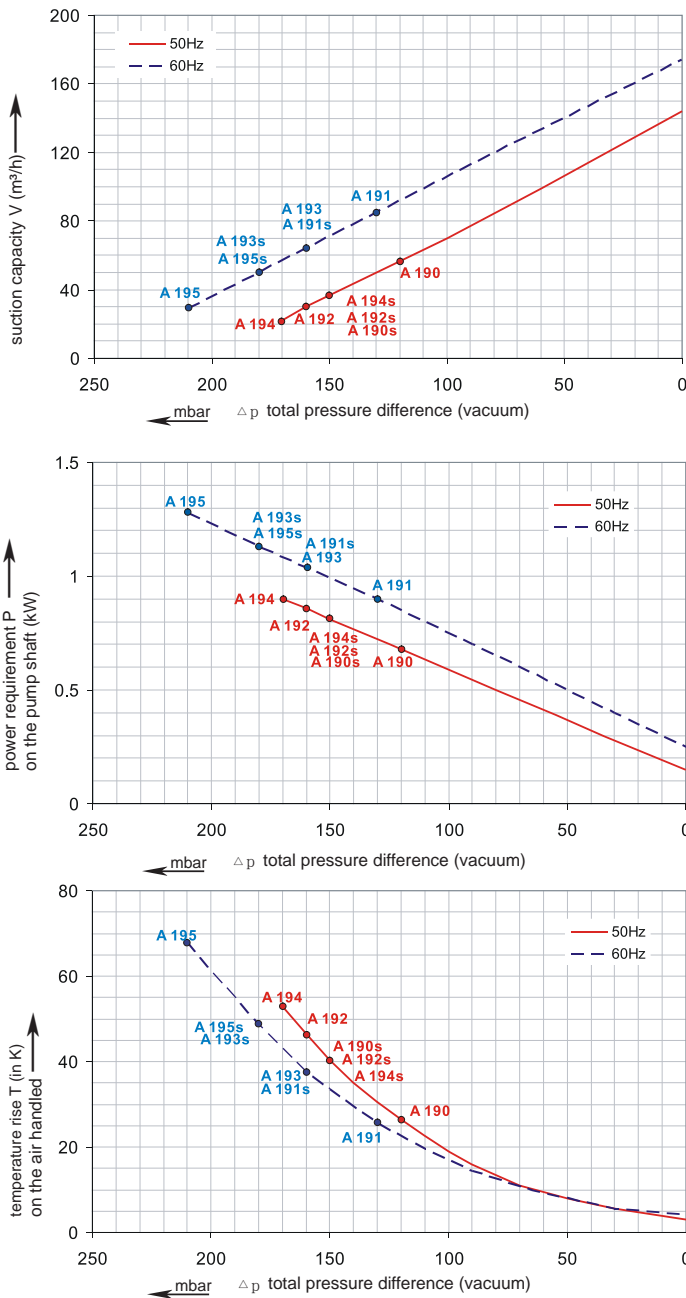 200
160
120
80
40
0
suction capacity V (m³/h)
50Hz
60Hz
A 191
A 193
A 191s
A 193s
A 195s
A 195
A 190
A 194s
A 192s
A 190s
A 192
A 194
250
200
150
100
50
0
mbar
△p total pressure difference (vacuum)
1.5
1
0.5
0
power requirement P
on the pump shaft (kW)
50Hz
60Hz
A 195
A 193s
A 195s
A 191s
A 193
A 191
A 194
A 192
A 194s
A 192s
A 190s
A 190
250
200
150
100
50
0
mbar
△p total pressure difference (vacuum)
80
60
40
20
0
temperature rise T (in K)
on the air handled
50Hz
60Hz
A 195
A 194
A 192
A 195s
A 193s
A 190s
A 192s
A 194s
A 193
A 191s
A 190
A 191
250
200
150
100
50
0
mbar
△p total pressure difference (vacuum)